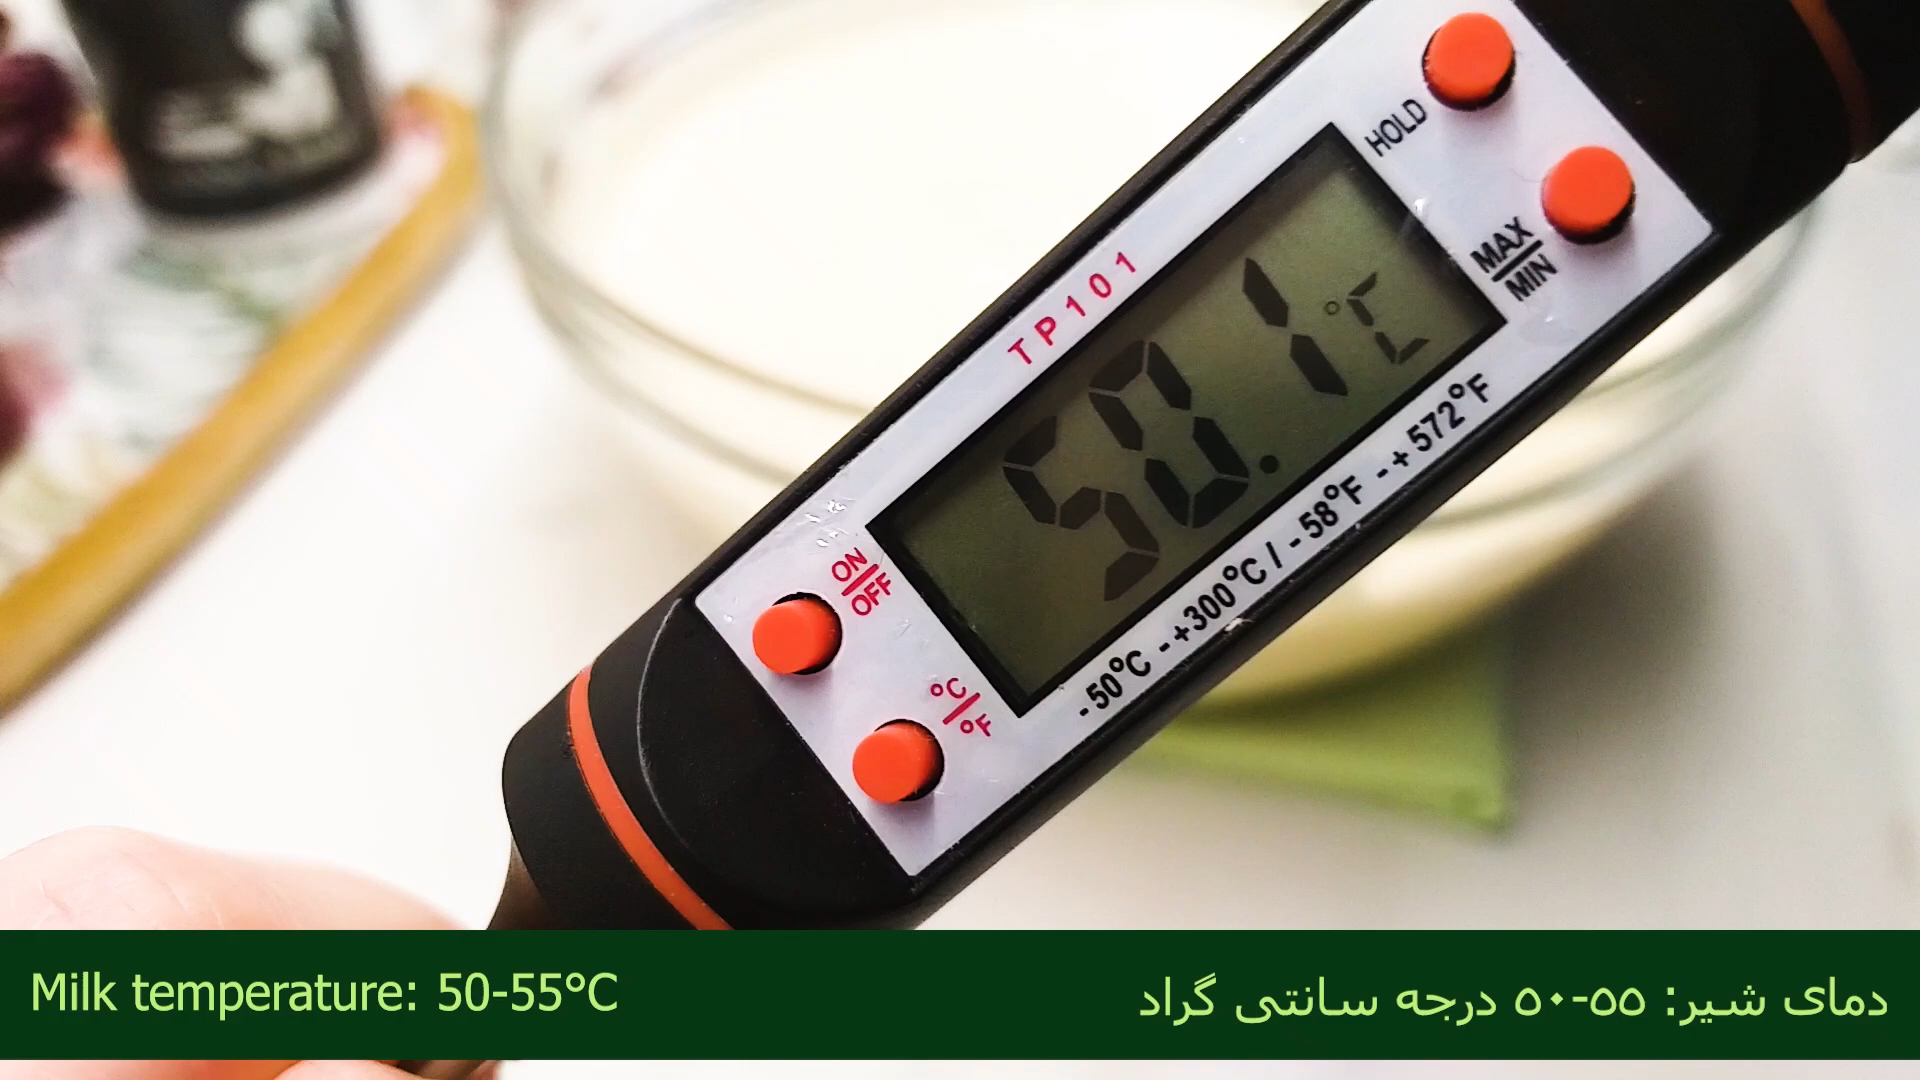 HOLD
MAX
MIN
TP101
50.1 °C
ON
OFF
°C
°F
-50°C - +300°C / -58°F - +572°F
Milk temperature: 50-55°C
دمای شیر: ۵۵-۵۰ درجه سانتی گراد